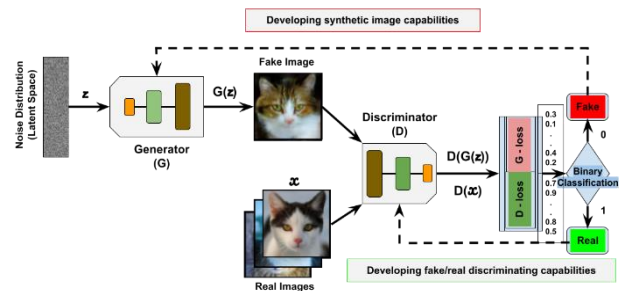 Developing synthetic image capabilities
Noise Distribution
(Latent Space)
z
Generator
(G)
G(z)
Fake Image
x
Real Images
Discriminator
(D)
D(G(z))
D(x)
G - loss
D - loss
0.3
0.1
.
.
0.4
0.2
0.7
0.9
.
.
0.8
0.5
Fake
0
Binary
Classification
1
Real
Developing fake/real discriminating capabilities